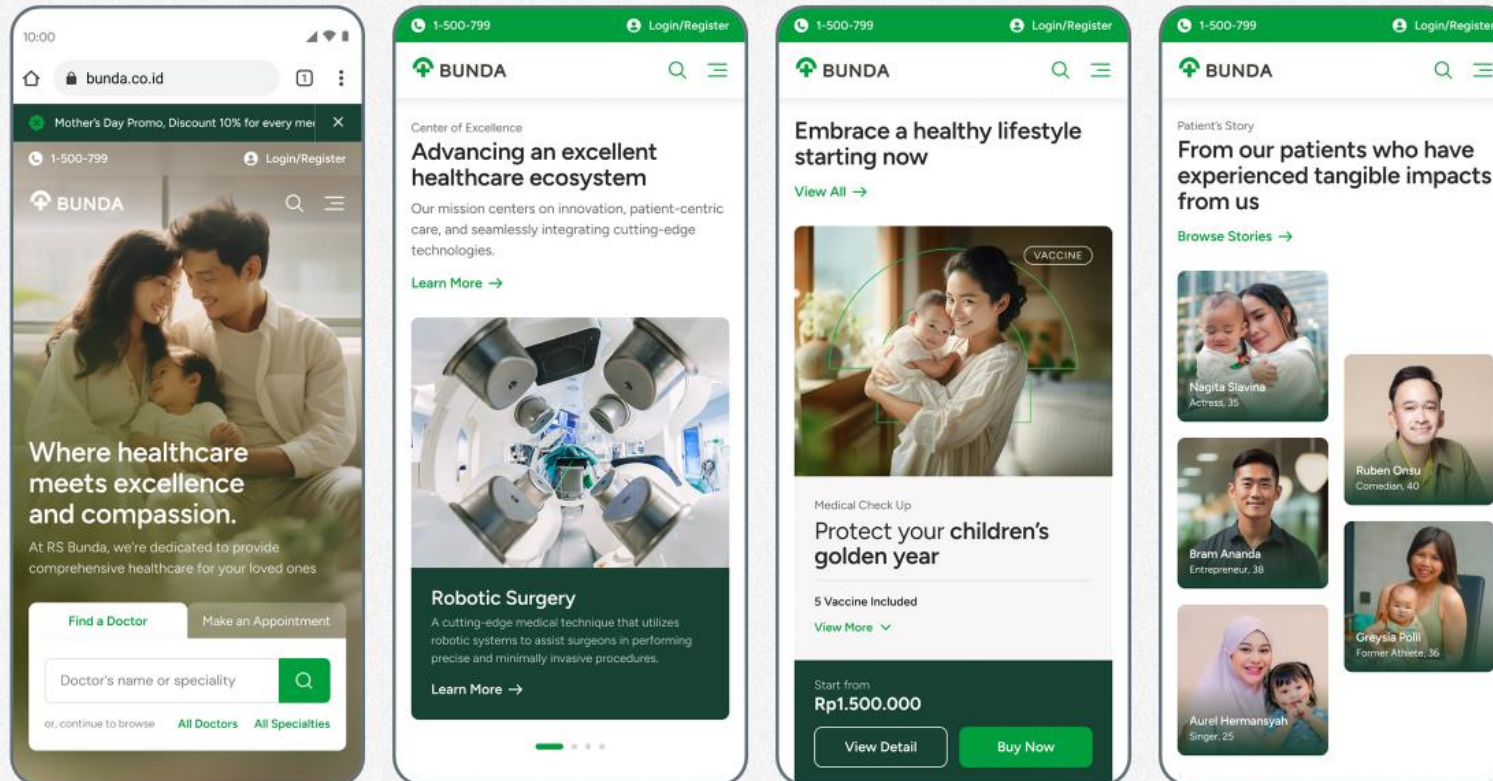 10:00
bunda.co.id
1
Mother's Day Promo, Discount 10% for every me
1-500-799
Login/Register
BUNDA
Where healthcare
meets excellence
and compassion.
At RS Bunda, we're dedicated to provide
comprehensive healthcare for your loved ones
Find a Doctor
Make an Appointment
Doctor's name or speciality
or, continue to browse
All Doctors
All Specialties
1-500-799
Login/Register
BUNDA
Center of Excellence
Advancing an excellent
healthcare ecosystem
Our mission centers on innovation, patient-centric
care, and seamlessly integrating cutting-edge
technologies.
Learn More →
Robotic Surgery
A cutting-edge medical technique that utilizes
robotic systems to assist surgeons in performing
precise and minimally invasive procedures.
Learn More →
1-500-799
Login/Register
BUNDA
Embrace a healthy lifestyle
starting now
View All →
VACCINE
Medical Check Up
Protect your children's
golden year
5 Vaccine Included
View More
Start from
Rp1.500.000
View Detail
Buy Now
1-500-799
Login/Register
BUNDA
Patient's Story
From our patients who have
experienced tangible impacts
from us
Browse Stories →
Nagita Slavina
Actress, 35
Ruben Onsu
Comedian, 40
Bram Ananda
Entrepreneur, 38
Greysia Polii
Former Athlete, 36
Aurel Hermansyah
Singer, 25